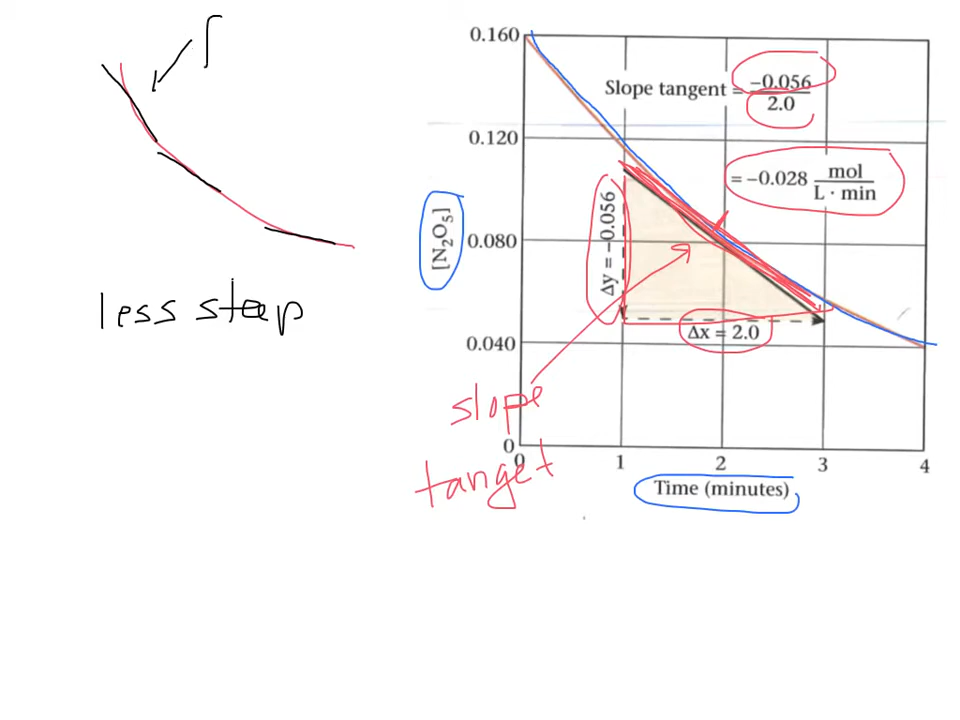 less steep
0.160
0.120
0.080
0.040
0
[N₂O₅]
Slope tangent = -0.056
2.0
= -0.028 mol
L · min
Δy = -0.056
Δx = 2.0
slope
tanget
0 1 2 3 4
Time (minutes)